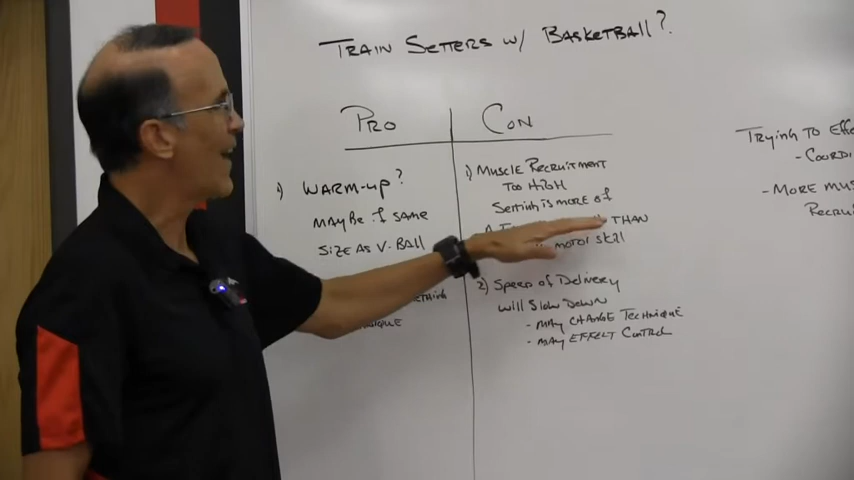 TRAIN SETTERS W/ BASKETBALL?
PRO
CON
1) WARM-UP?
MAYBE IF SAME
SIZE AS V. BALL
1) MUSCLE RECRUITMENT
TOO HIGH
SETTING IS MORE OF
A THAN
MOTOR SKILL
2) SPEED OF DELIVERY
WILL SLOW DOWN
- MAY CHANGE TECHNIQUE
- MAY EFFECT CONTROL
TRYING TO EFFE
- COORDI
- MORE MUS
RECRU